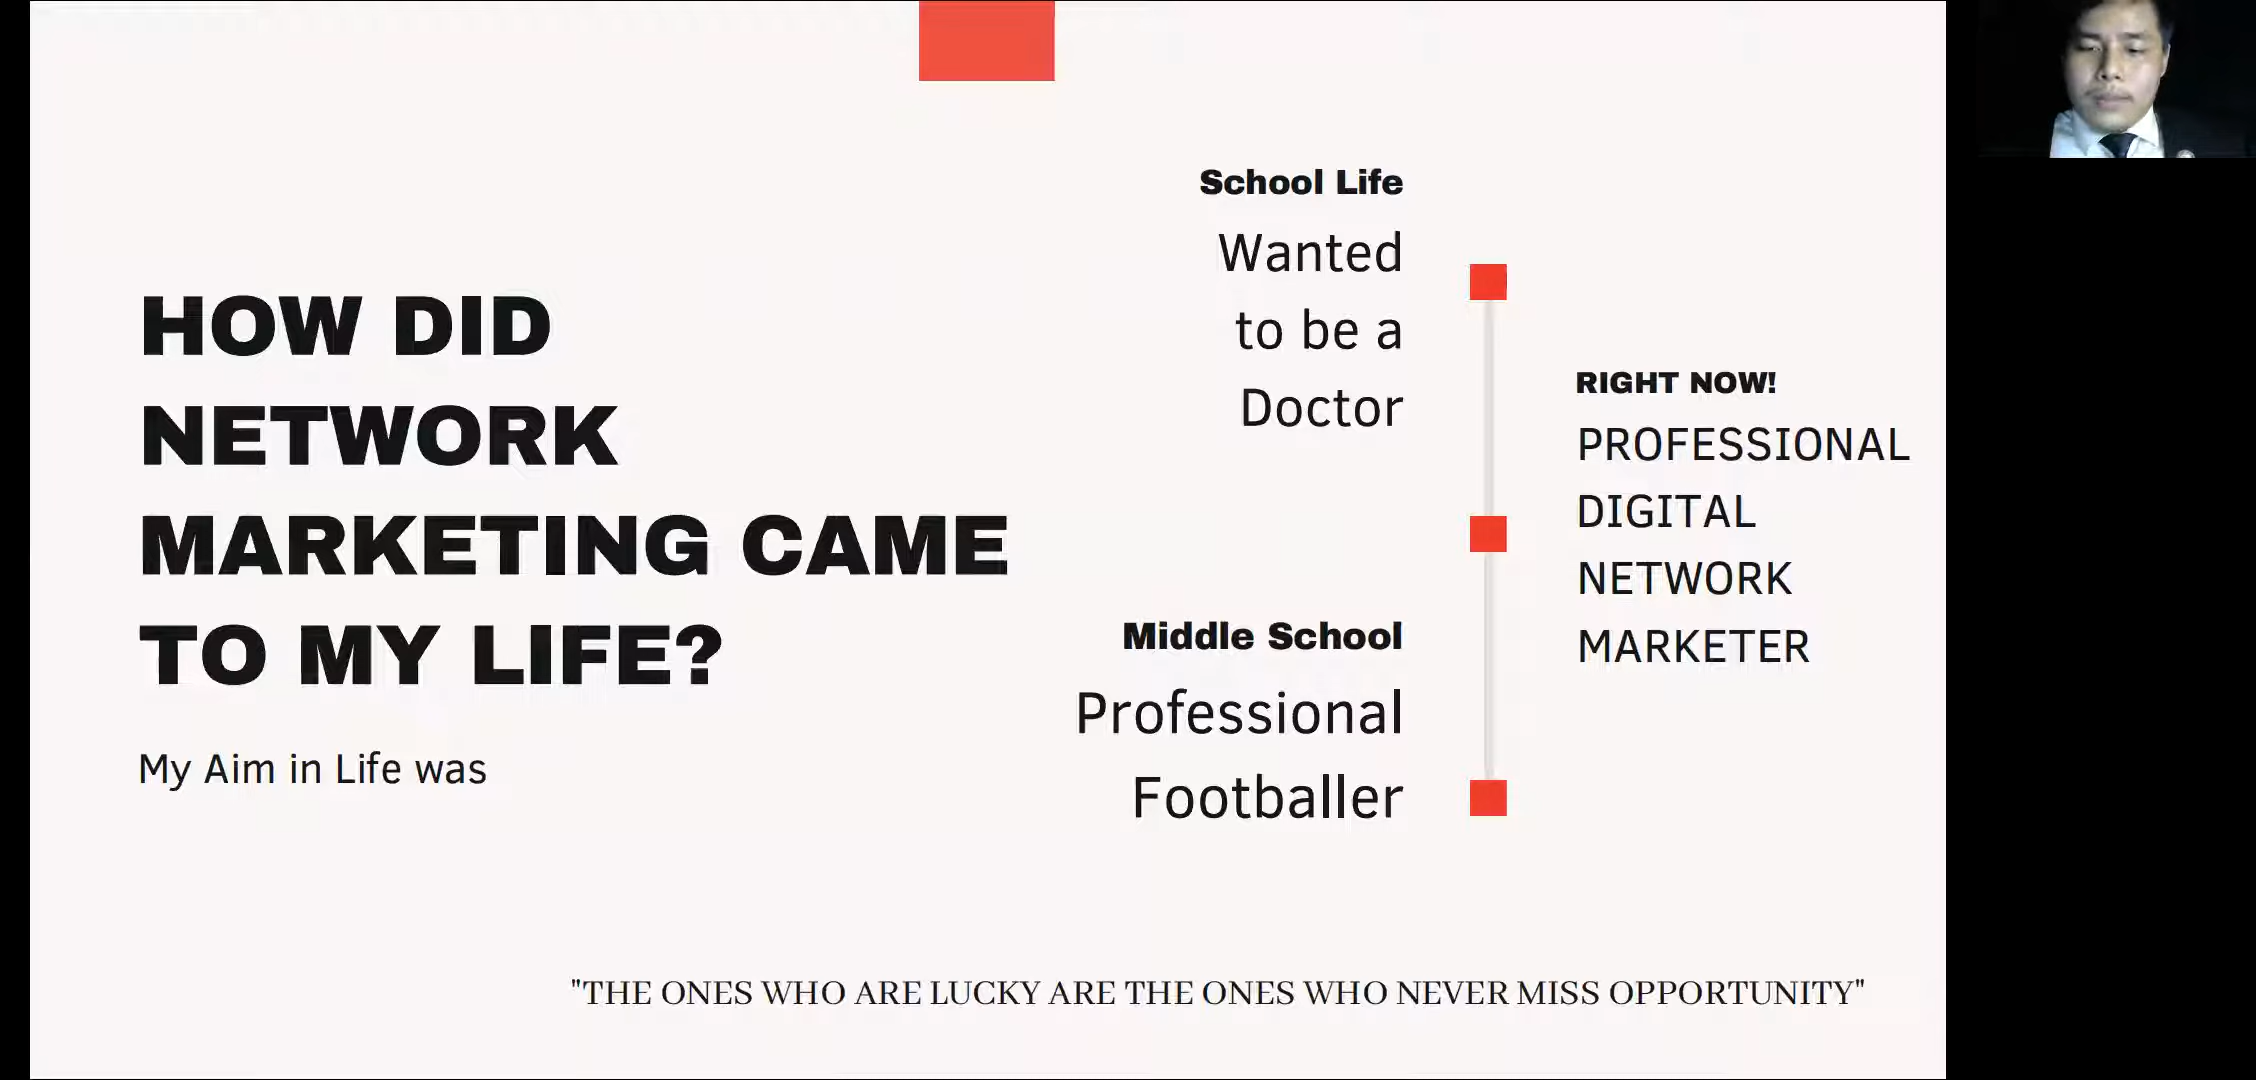 HOW DID
NETWORK
MARKETING CAME
TO MY LIFE?
My Aim in Life was
School Life
Wanted
to be a
Doctor
RIGHT NOW!
PROFESSIONAL
DIGITAL
NETWORK
MARKETER
Middle School
Professional
Footballer
"THE ONES WHO ARE LUCKY ARE THE ONES WHO NEVER MISS OPPORTUNITY"